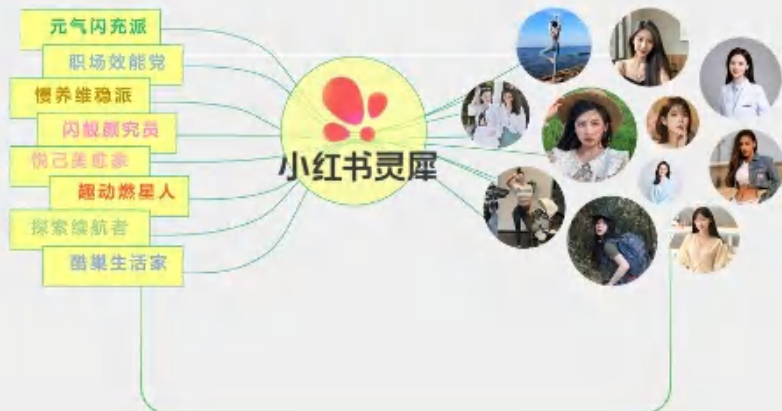 元气闪充派
职场效能党
慢养维稳派
闪靓颜究员
悦己美愈家
趣动燃星人
探索续航者
酷巢生活家
小红书灵犀